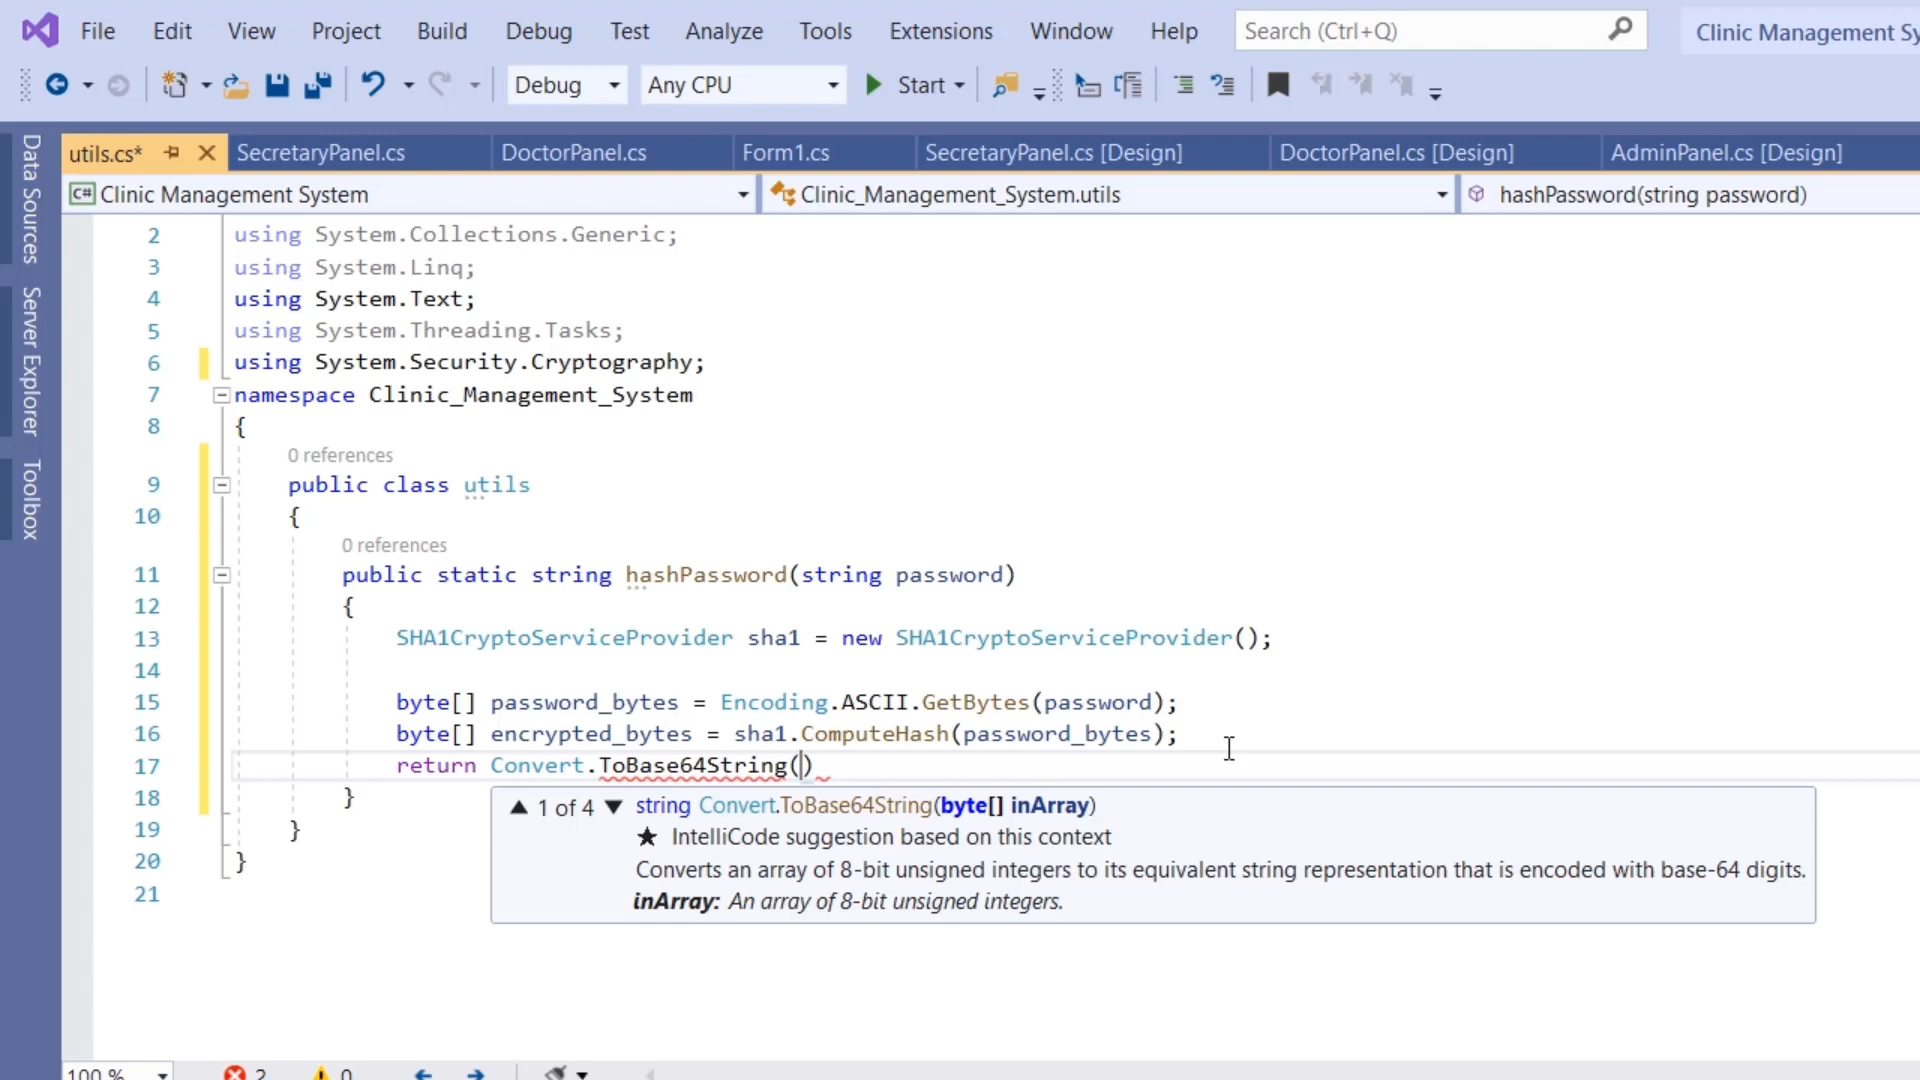 File Edit View Project Build Debug Test Analyze Tools Extensions Window Help Search (Ctrl+Q) Clinic Management Sy
Debug Any CPU Start
Data Sources
Server Explorer
Toolbox
utils.cs* SecretaryPanel.cs DoctorPanel.cs Form1.cs SecretaryPanel.cs [Design] DoctorPanel.cs [Design] AdminPanel.cs [Design]
C# Clinic Management System Clinic_Management_System.utils hashPassword(string password)
2 using System.Collections.Generic;
3 using System.Linq;
4 using System.Text;
5 using System.Threading.Tasks;
6 using System.Security.Cryptography;
7 namespace Clinic_Management_System
8 {
0 references
9 public class utils
10 {
0 references
11 public static string hashPassword(string password)
12 {
13 SHA1CryptoServiceProvider sha1 = new SHA1CryptoServiceProvider();
14
15 byte[] password_bytes = Encoding.ASCII.GetBytes(password);
16 byte[] encrypted_bytes = sha1.ComputeHash(password_bytes);
17 return Convert.ToBase64String()
18 }
▲ 1 of 4 ▼ string Convert.ToBase64String(byte[] inArray)
★ IntelliCode suggestion based on this context
Converts an array of 8-bit unsigned integers to its equivalent string representation that is encoded with base-64 digits.
inArray: An array of 8-bit unsigned integers.
19 }
20 }
21
100 % 2 0